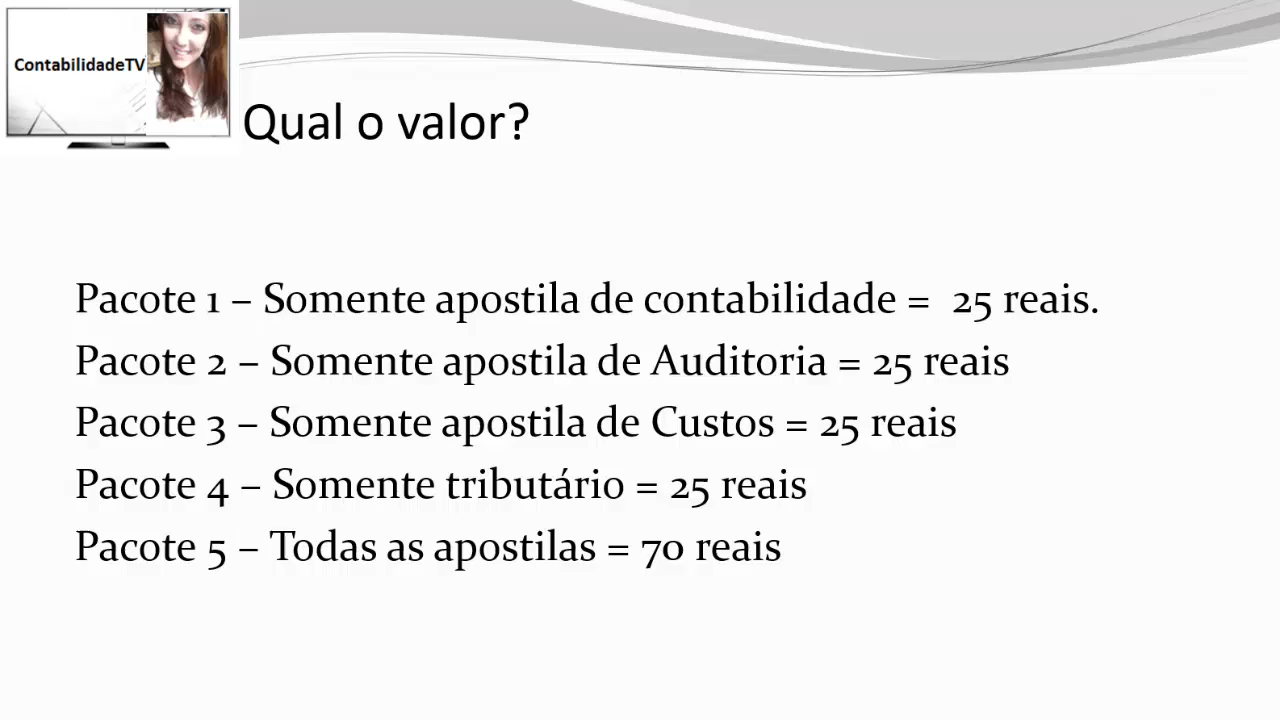 ContabilidadeTV
Qual o valor?
Pacote 1 – Somente apostila de contabilidade = 25 reais.
Pacote 2 – Somente apostila de Auditoria = 25 reais
Pacote 3 – Somente apostila de Custos = 25 reais
Pacote 4 – Somente tributário = 25 reais
Pacote 5 – Todas as apostilas = 70 reais